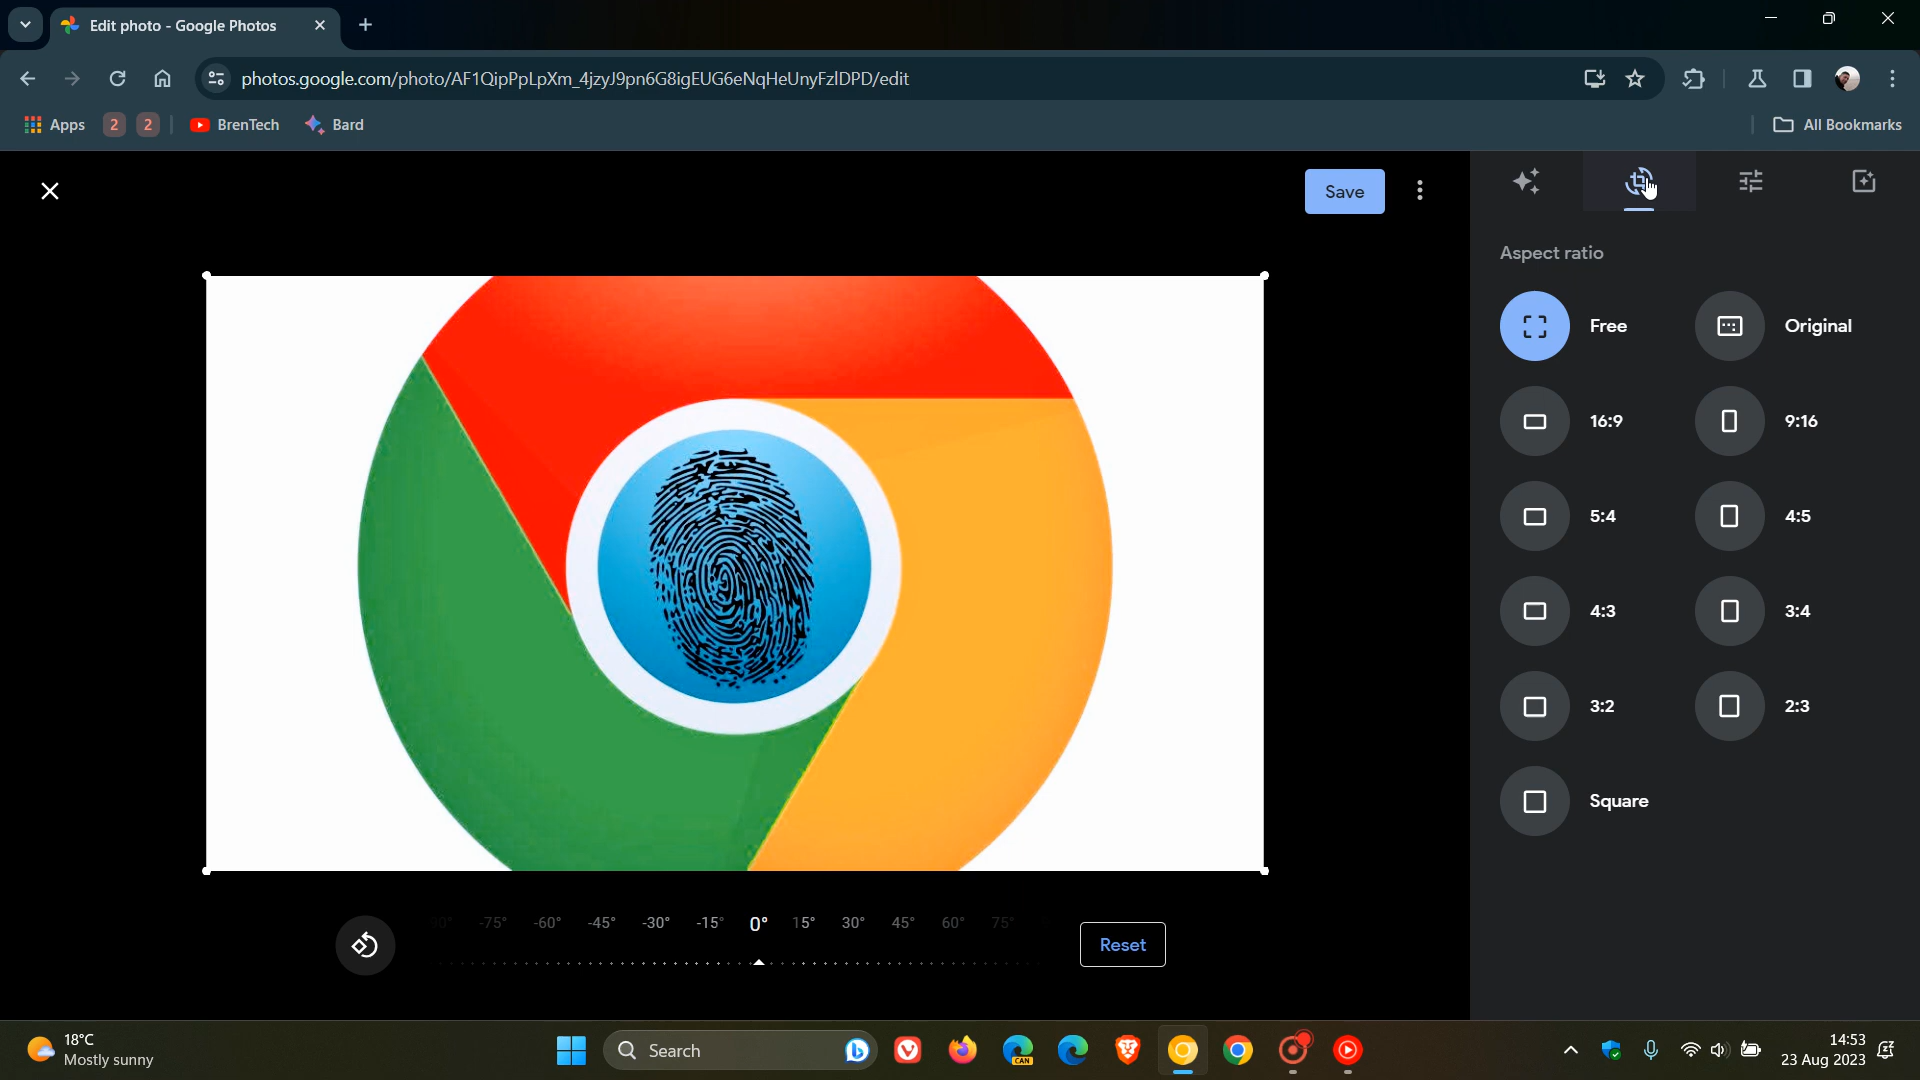 Edit photo - Google Photos
photos.google.com/photo/AF1QipPpLpXm_4jzyJ9pn6G8igEUG6eNqHeUnyFzIDPD/edit
Apps 2 2 BrenTech Bard All Bookmarks
Save
Aspect ratio
Free Original
16:9 9:16
5:4 4:5
4:3 3:4
3:2 2:3
Square
-75° -60° -45° -30° -15° 0° 15° 30° 45° 60° 75°
Reset
18°C
Mostly sunny
Search
CAN
14:53
23 Aug 2023